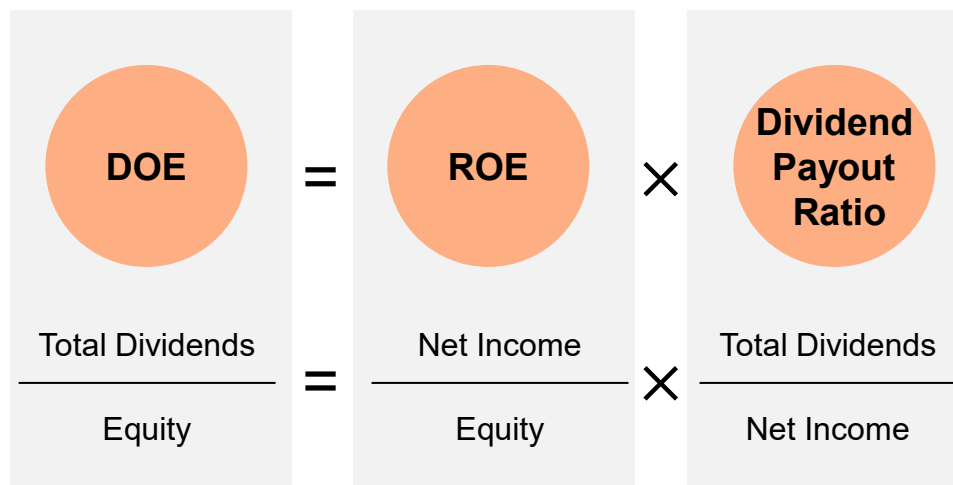 DOE
=
ROE
×
Dividend
Payout
Ratio
Total Dividends
Equity
=
Net Income
Equity
×
Total Dividends
Net Income